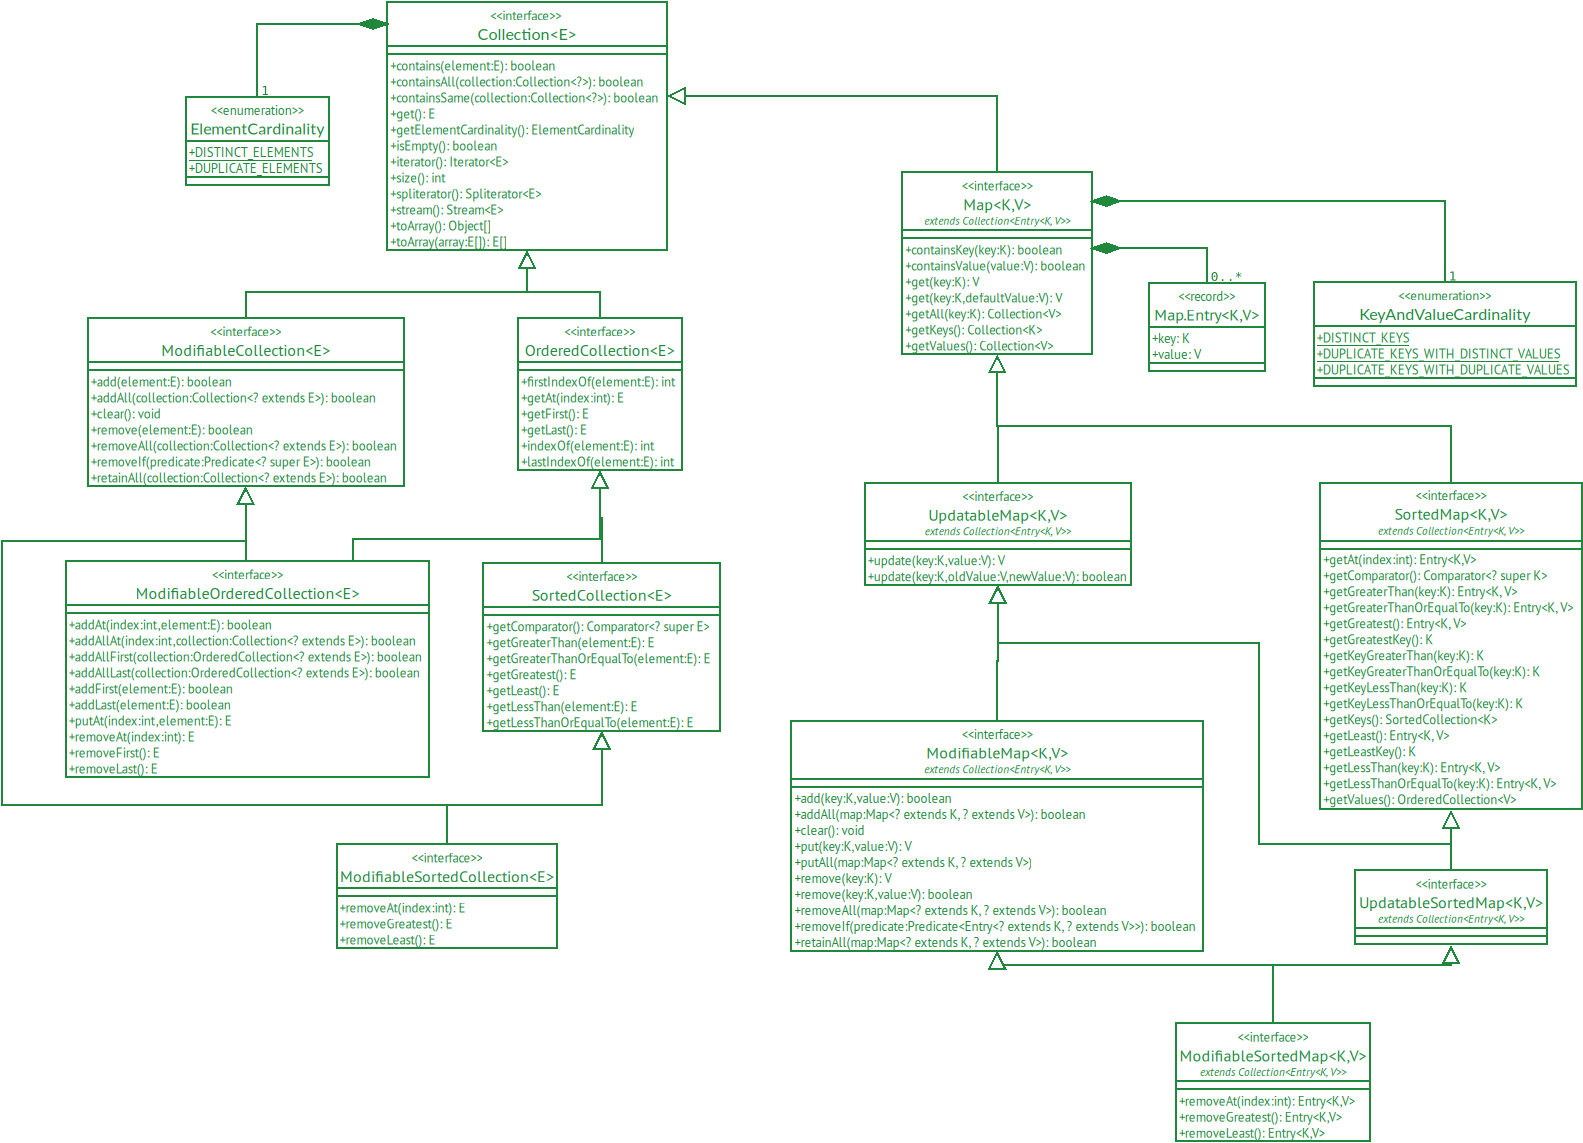 <<interface>>
Collection<E>
+contains(element:E): boolean
+containsAll(collection:Collection<?>): boolean
+containsSame(collection:Collection<?>): boolean
+get(): E
+getElementCardinality(): ElementCardinality
+isEmpty(): boolean
+iterator(): Iterator<E>
+size(): int
+spliterator(): Spliterator<E>
+stream(): Stream<E>
+toArray(): Object[]
+toArray(array:E[]): E[]
1
<<enumeration>>
ElementCardinality
+DISTINCT_ELEMENTS
+DUPLICATE_ELEMENTS
<<interface>>
Map<K,V>
extends Collection<Entry<K, V>>
+containsKey(key:K): boolean
+containsValue(value:V): boolean
+get(key:K): V
+get(key:K,defaultValue:V): V
+getAll(key:K): Collection<V>
+getKeys(): Collection<K>
+getValues(): Collection<V>
0..*
<<record>>
Map.Entry<K,V>
+key: K
+value: V
1
<<enumeration>>
KeyAndValueCardinality
+DISTINCT_KEYS
+DUPLICATE_KEYS_WITH_DISTINCT_VALUES
+DUPLICATE_KEYS_WITH_DUPLICATE_VALUES
<<interface>>
ModifiableCollection<E>
+add(element:E): boolean
+addAll(collection:Collection<? extends E>): boolean
+clear(): void
+remove(element:E): boolean
+removeAll(collection:Collection<? extends E>): boolean
+removeIf(predicate:Predicate<? super E>): boolean
+retainAll(collection:Collection<? extends E>): boolean
<<interface>>
OrderedCollection<E>
+firstIndexOf(element:E): int
+getAt(index:int): E
+getFirst(): E
+getLast(): E
+indexOf(element:E): int
+lastIndexOf(element:E): int
<<interface>>
UpdatableMap<K,V>
extends Collection<Entry<K, V>>
+update(key:K,value:V): V
+update(key:K,oldValue:V,newValue:V): boolean
<<interface>>
SortedMap<K,V>
extends Collection<Entry<K, V>>
+getAt(index:int): Entry<K,V>
+getComparator(): Comparator<? super K>
+getGreaterThan(key:K): Entry<K, V>
+getGreaterThanOrEqualTo(key:K): Entry<K, V>
+getGreatest(): Entry<K, V>
+getGreatestKey(): K
+getKeyGreaterThan(key:K): K
+getKeyGreaterThanOrEqualTo(key:K): K
+getKeyLessThan(key:K): K
+getKeyLessThanOrEqualTo(key:K): K
+getKeys(): SortedCollection<K>
+getLeast(): Entry<K, V>
+getLeastKey(): K
+getLessThan(key:K): Entry<K, V>
+getLessThanOrEqualTo(key:K): Entry<K, V>
+getValues(): OrderedCollection<V>
<<interface>>
ModifiableOrderedCollection<E>
+addAt(index:int,element:E): boolean
+addAllAt(index:int,collection:Collection<? extends E>): boolean
+addAllFirst(collection:OrderedCollection<? extends E>): boolean
+addAllLast(collection:OrderedCollection<? extends E>): boolean
+addFirst(element:E): boolean
+addLast(element:E): boolean
+putAt(index:int,element:E): E
+removeAt(index:int): E
+removeFirst(): E
+removeLast(): E
<<interface>>
SortedCollection<E>
+getComparator(): Comparator<? super E>
+getGreaterThan(element:E): E
+getGreaterThanOrEqualTo(element:E): E
+getGreatest(): E
+getLeast(): E
+getLessThan(element:E): E
+getLessThanOrEqualTo(element:E): E
<<interface>>
ModifiableMap<K,V>
extends Collection<Entry<K, V>>
+add(key:K,value:V): boolean
+addAll(map:Map<? extends K, ? extends V>): boolean
+clear(): void
+put(key:K,value:V): V
+putAll(map:Map<? extends K, ? extends V>)
+remove(key:K): V
+remove(key:K,value:V): boolean
+removeAll(map:Map<? extends K, ? extends V>): boolean
+removeIf(predicate:Predicate<Entry<? extends K, ? extends V>>): boolean
+retainAll(map:Map<? extends K, ? extends V>): boolean
<<interface>>
ModifiableSortedCollection<E>
+removeAt(index:int): E
+removeGreatest(): E
+removeLeast(): E
<<interface>>
UpdatableSortedMap<K,V>
extends Collection<Entry<K, V>>
<<interface>>
ModifiableSortedMap<K,V>
extends Collection<Entry<K, V>>
+removeAt(index:int): Entry<K,V>
+removeGreatest(): Entry<K,V>
+removeLeast(): Entry<K,V>